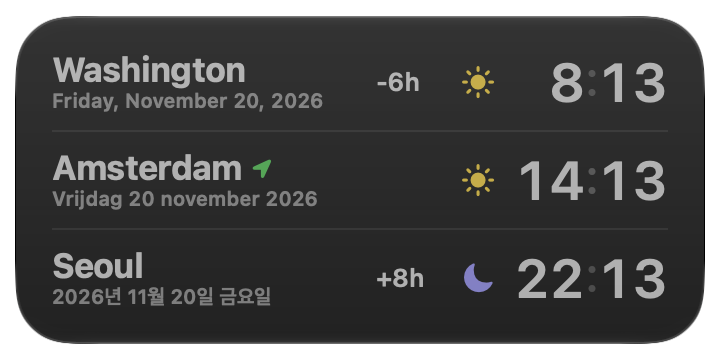 Washington
Friday, November 20, 2026
-6h
8:13
Amsterdam
Vrijdag 20 november 2026
14:13
Seoul
2026년 11월 20일 금요일
+8h
22:13